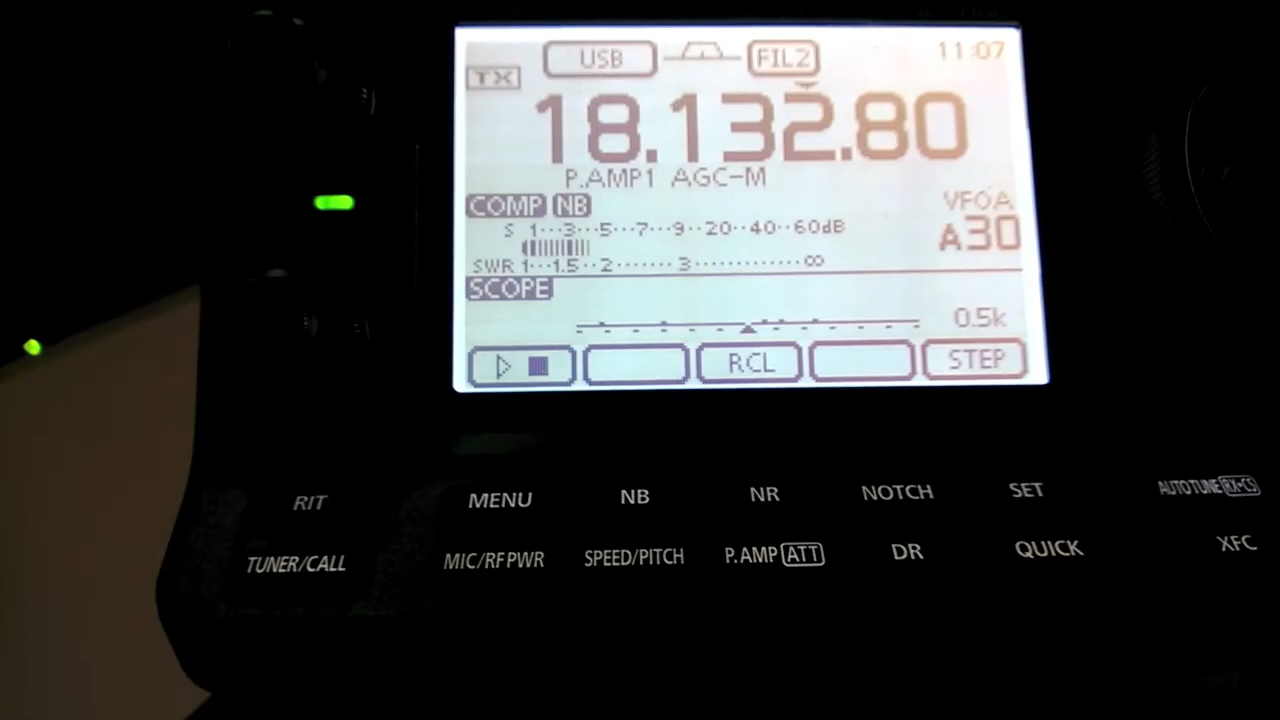 USB FIL2 11:07
TX
18.132.80
P.AMP1 AGC-M
COMP NB VFOA
S 1···3···5···7···9··20··40··60dB A30
SWR 1···1.5··2·······3·············∞
SCOPE
0.5k
RCL STEP
RIT MENU NB NR NOTCH SET AUTOTUNE RX→CS
TUNER/CALL MIC/RF PWR SPEED/PITCH P.AMP ATT DR QUICK XFC